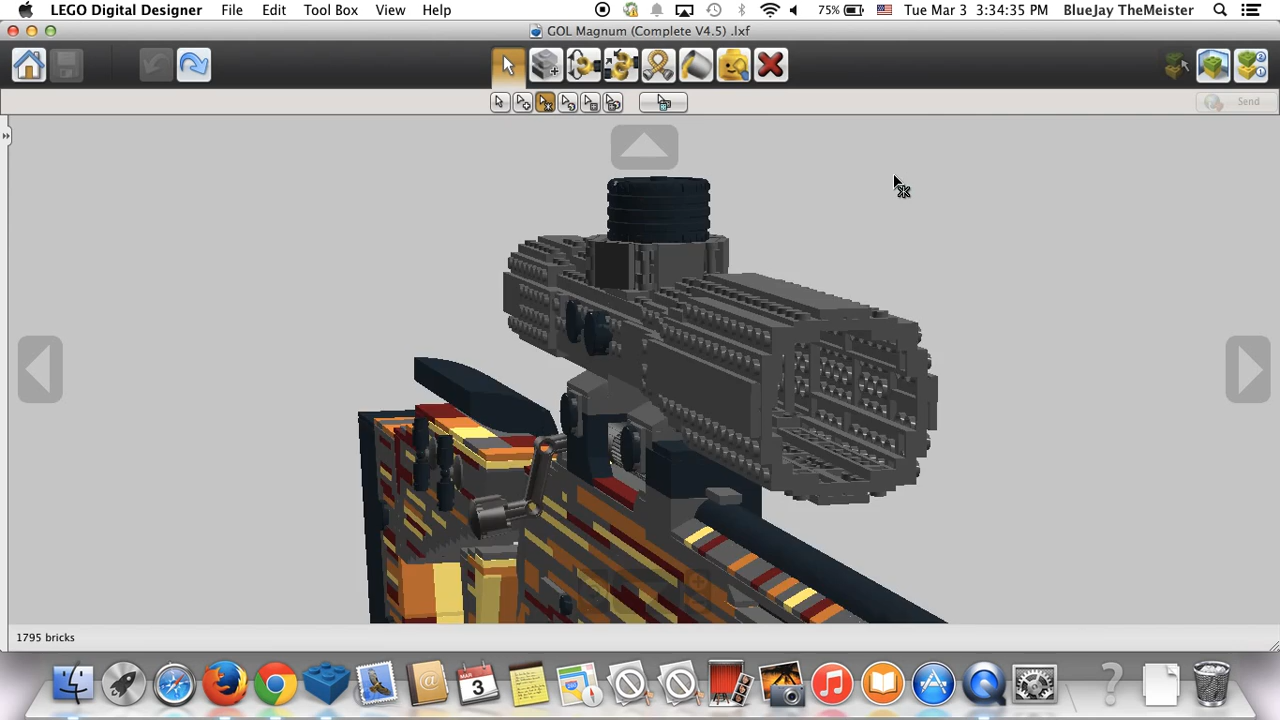 LEGO Digital Designer File Edit Tool Box View Help 75% Tue Mar 3 3:34:35 PM BlueJay TheMeister
GOL Magnum (Complete V4.5) .lxf
Send
1795 bricks
3